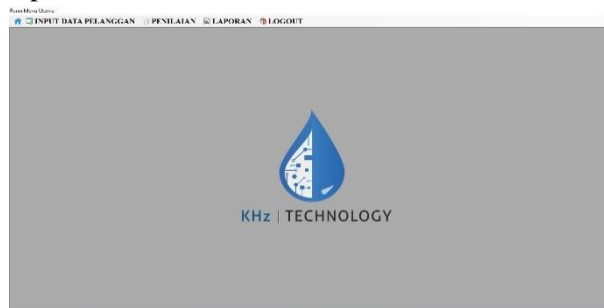 Form Menu Utama
INPUT DATA PELANGGAN PENILAIAN LAPORAN LOGOUT
KHz | TECHNOLOGY